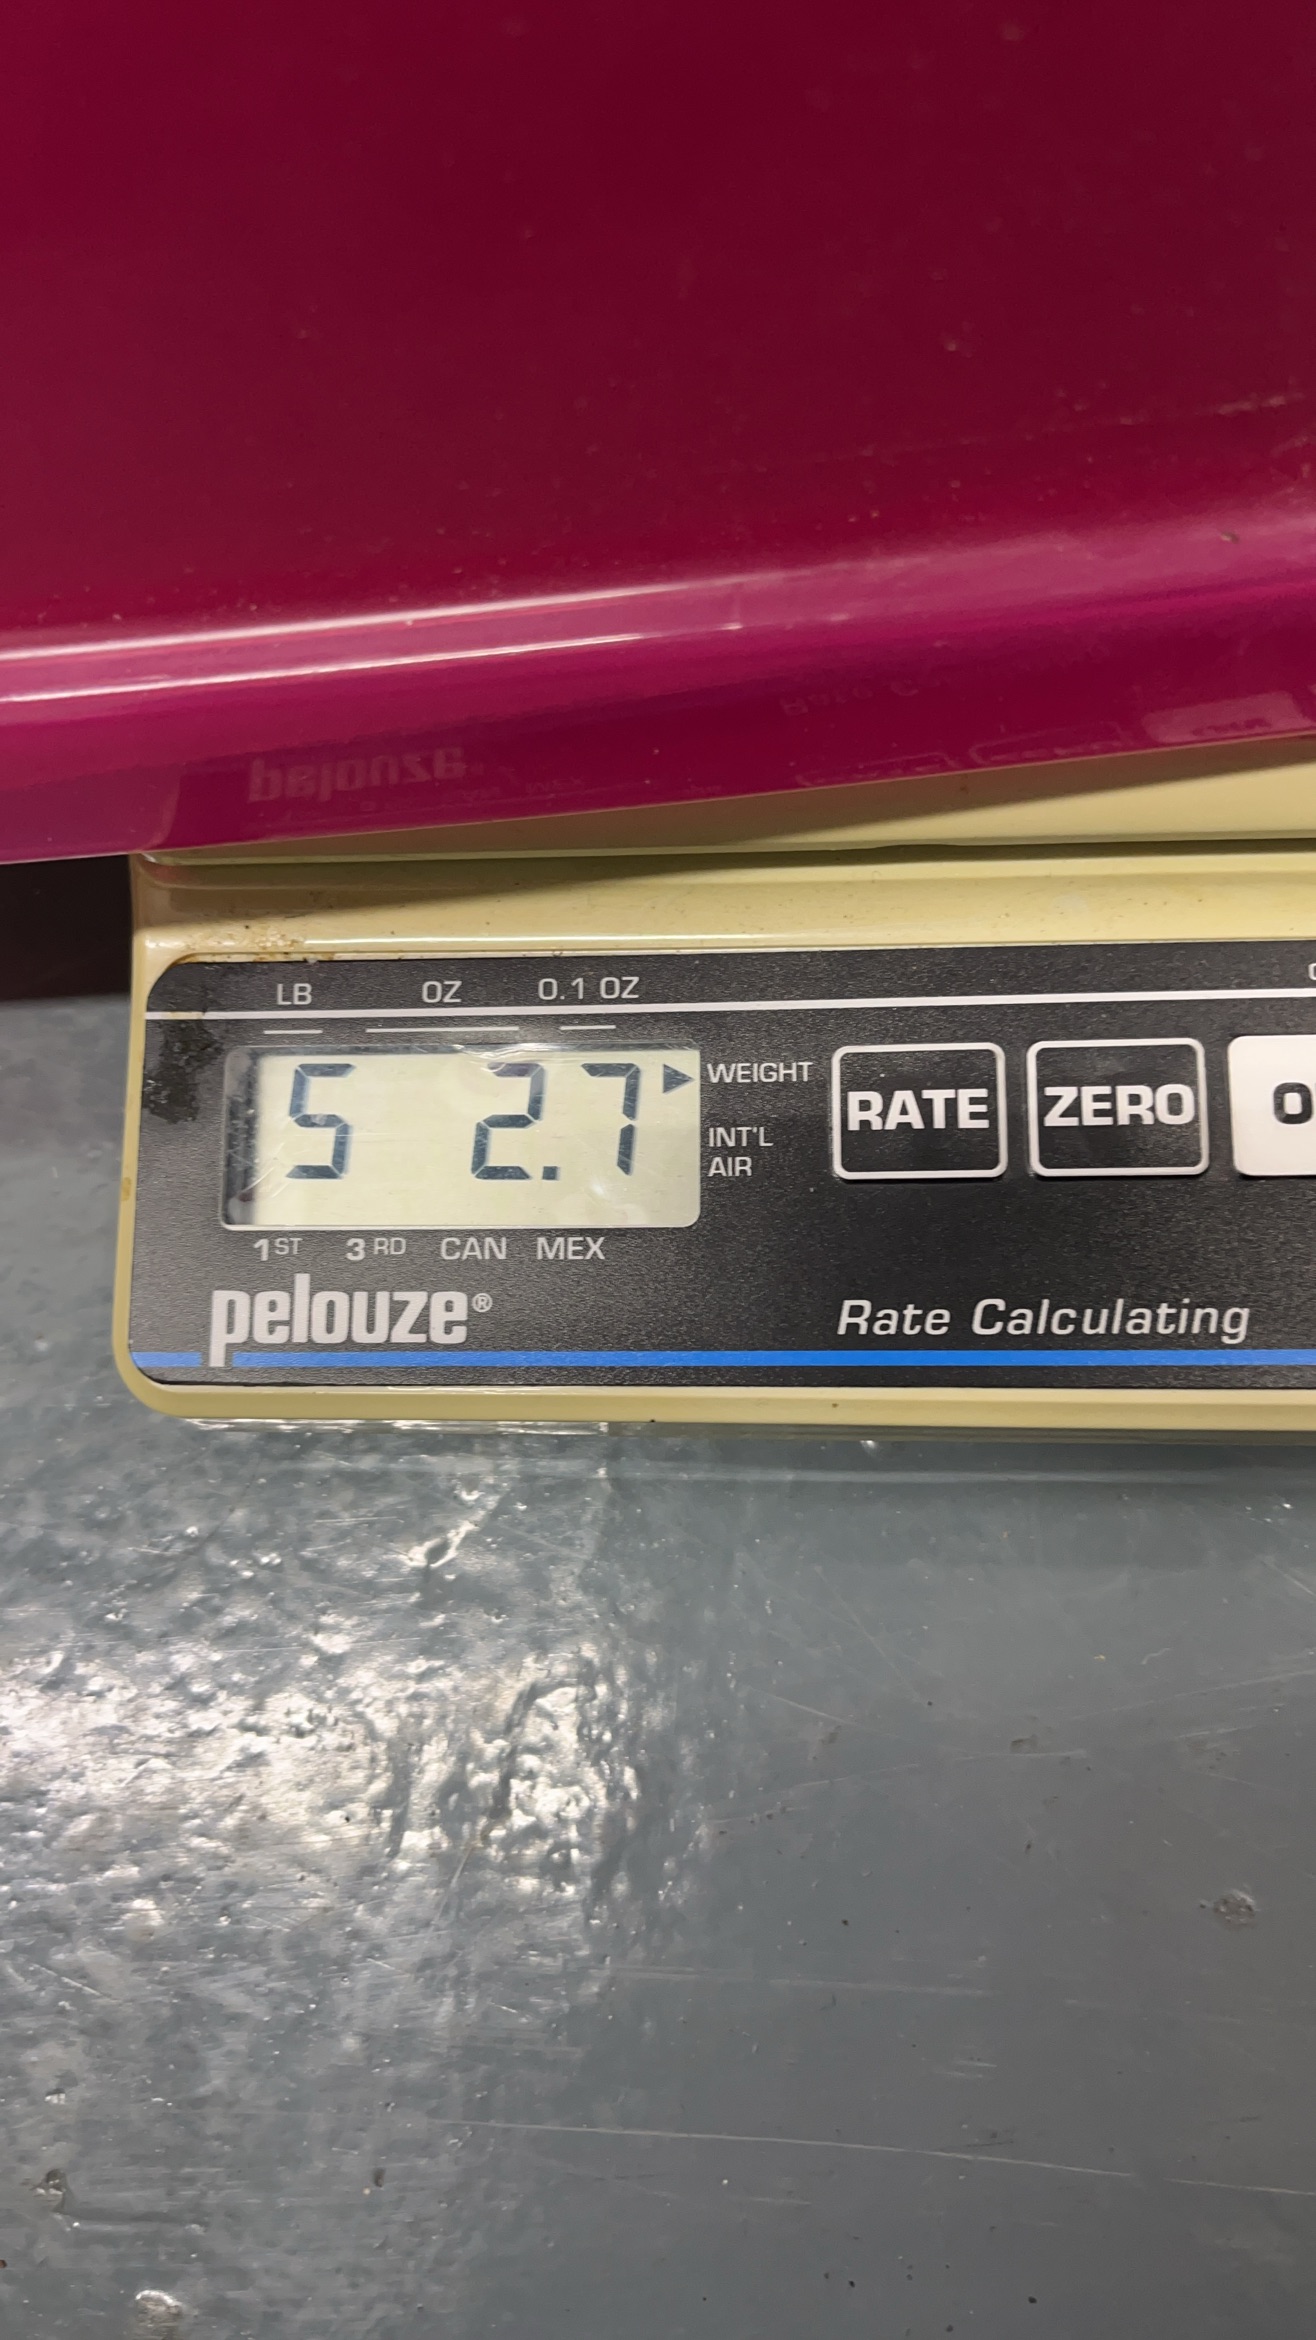 LB OZ 0.1 OZ
5 2.7
WEIGHT
INT'L
AIR
RATE
ZERO
0
1ST 3RD CAN MEX
pelouze®
Rate Calculating